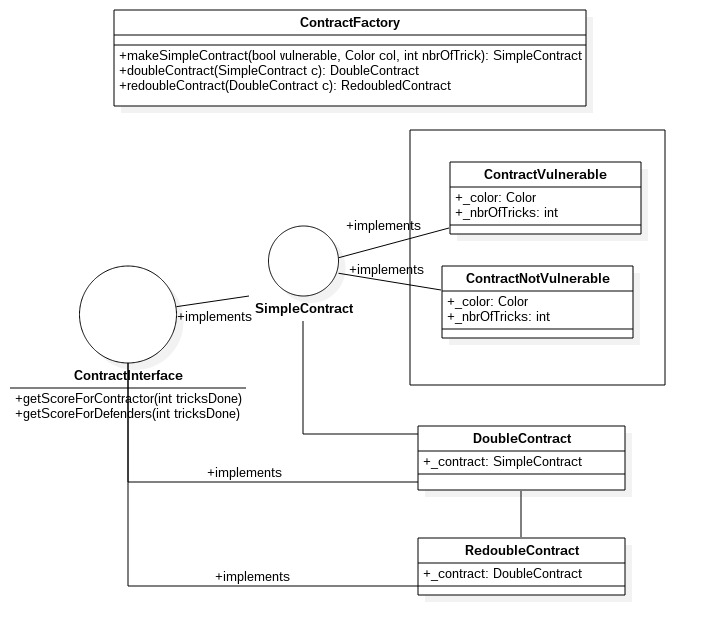 ContractFactory
+makeSimpleContract(bool vulnerable, Color col, int nbrOfTrick): SimpleContract
+doubleContract(SimpleContract c): DoubleContract
+redoubleContract(DoubleContract c): RedoubledContract
ContractVulnerable
+_color: Color
+_nbrOfTricks: int
+implements
+implements
ContractNotVulnerable
+_color: Color
+_nbrOfTricks: int
SimpleContract
+implements
ContractInterface
+getScoreForContractor(int tricksDone)
+getScoreForDefenders(int tricksDone)
DoubleContract
+_contract: SimpleContract
+implements
RedoubleContract
+_contract: DoubleContract
+implements